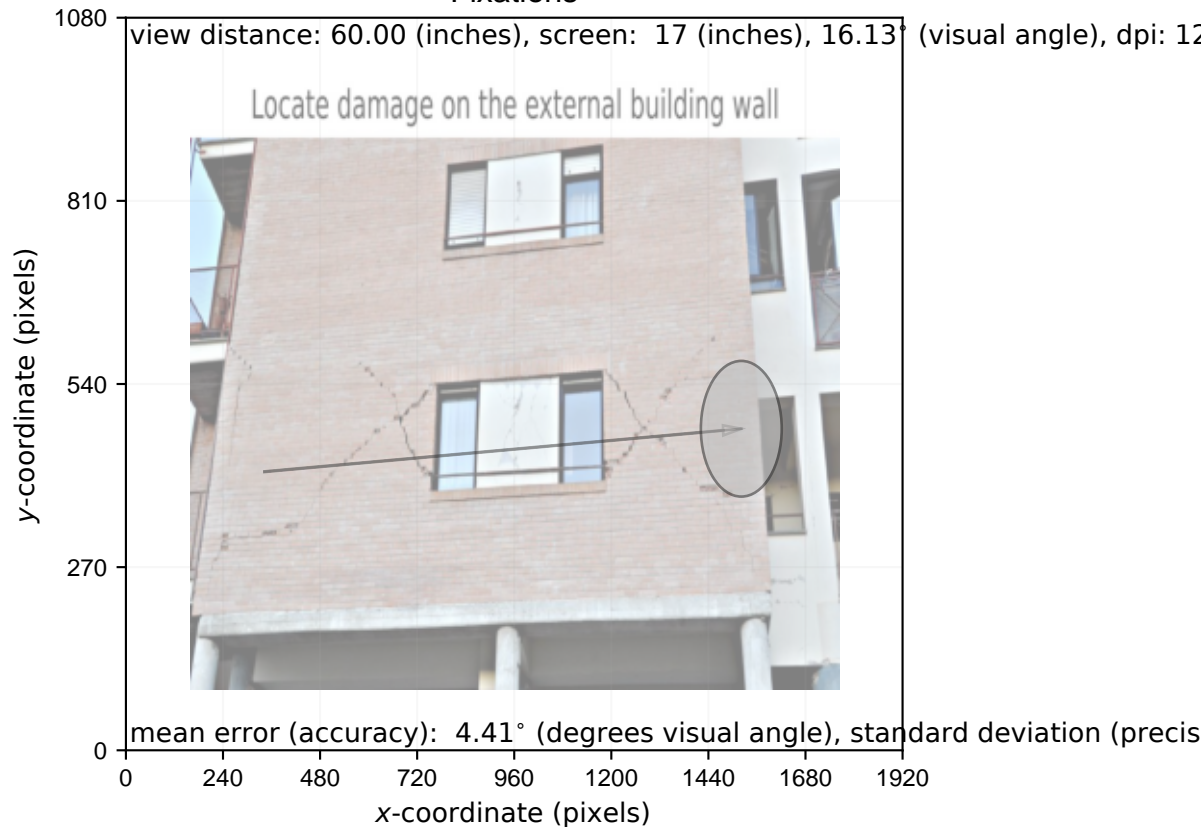 1080
view distance: 60.00 (inches), screen: 17 (inches), 16.13° (visual angle), dpi: 12
Locate damage on the external building wall
810
540
270
0
mean error (accuracy): 4.41° (degrees visual angle), standard deviation (precis
0 240 480 720 960 1200 1440 1680 1920
x-coordinate (pixels)
y-coordinate (pixels)